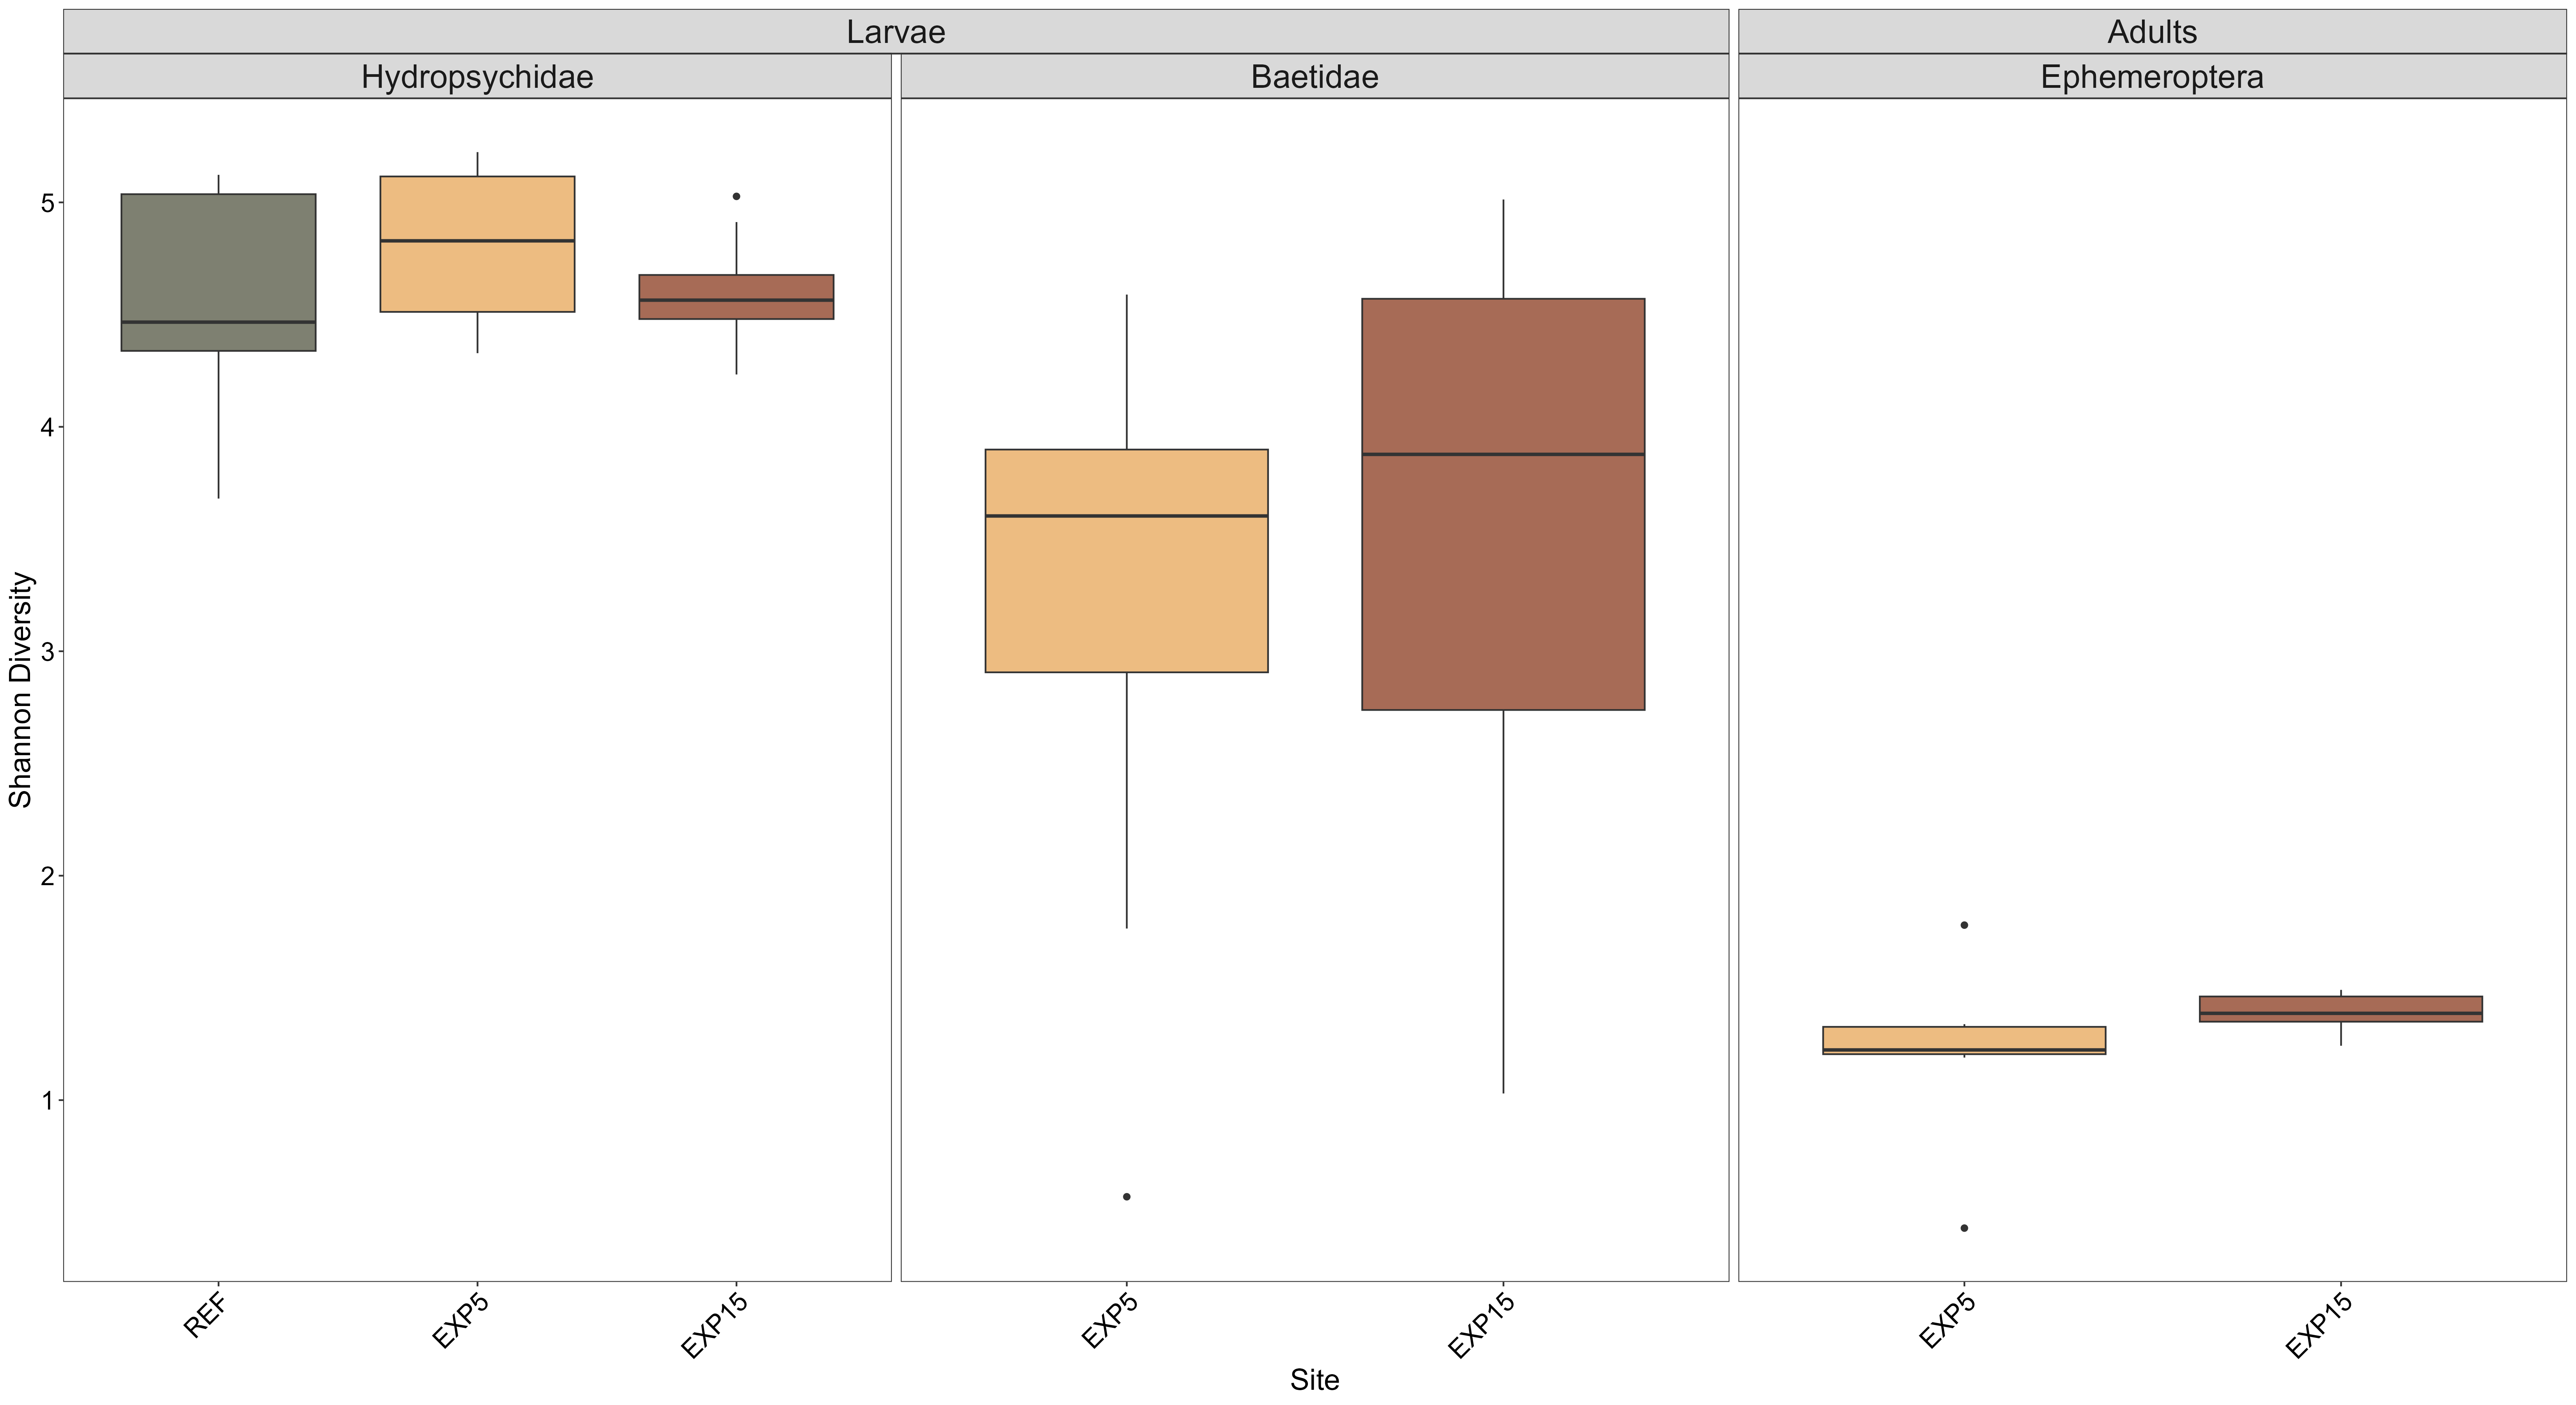 Larvae
Adults
Hydropsychidae
Baetidae
Ephemeroptera
Shannon Diversity
5
4
3
2
1
REF
EXP5
EXP15
EXP5
EXP15
EXP5
EXP15
Site